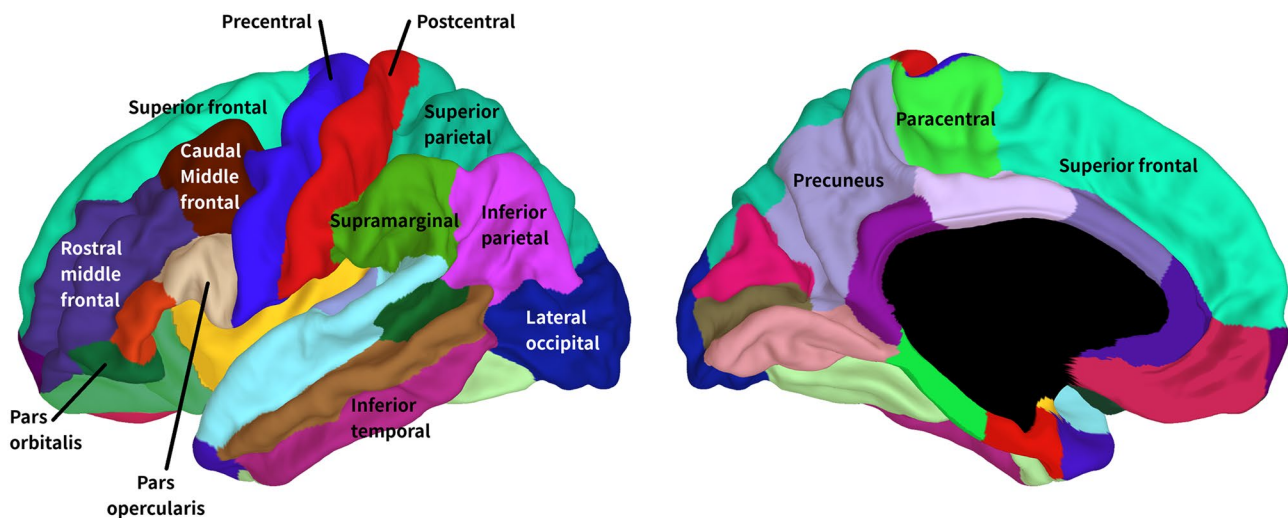 Precentral
Postcentral
Superior frontal
Caudal
Middle
frontal
Superior
parietal
Supramarginal
Inferior
parietal
Rostral
middle
frontal
Lateral
occipital
Pars
orbitalis
Inferior
temporal
Pars
opercularis
Paracentral
Precuneus
Superior frontal